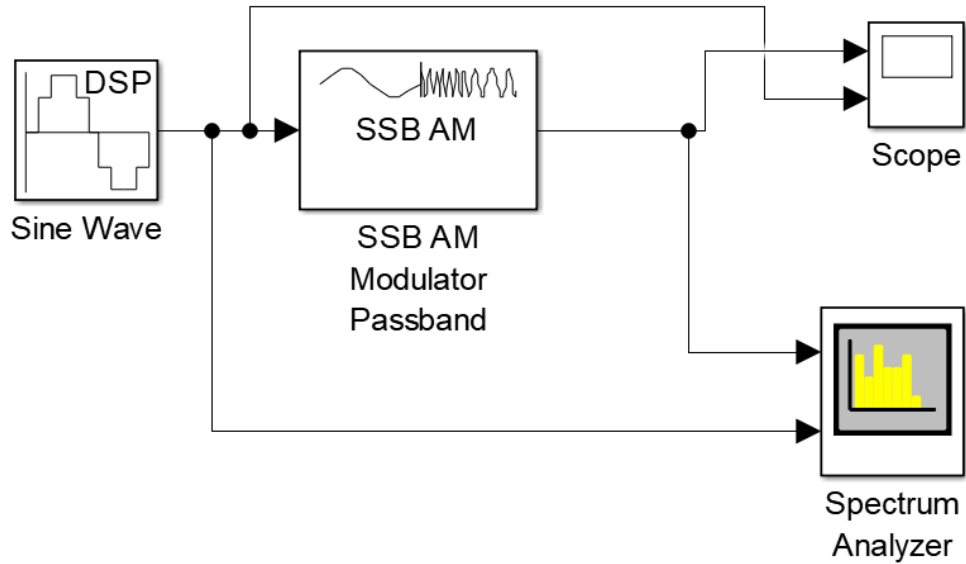 DSP
Sine Wave
SSB AM
SSB AM
Modulator
Passband
Scope
Spectrum
Analyzer